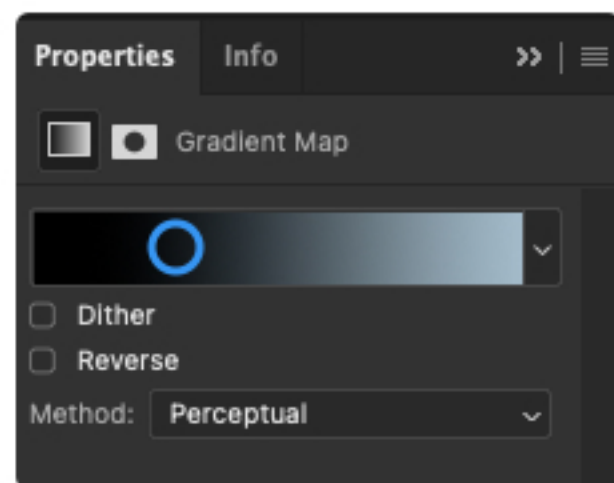 Properties Info
Gradient Map
Dither
Reverse
Method: Perceptual